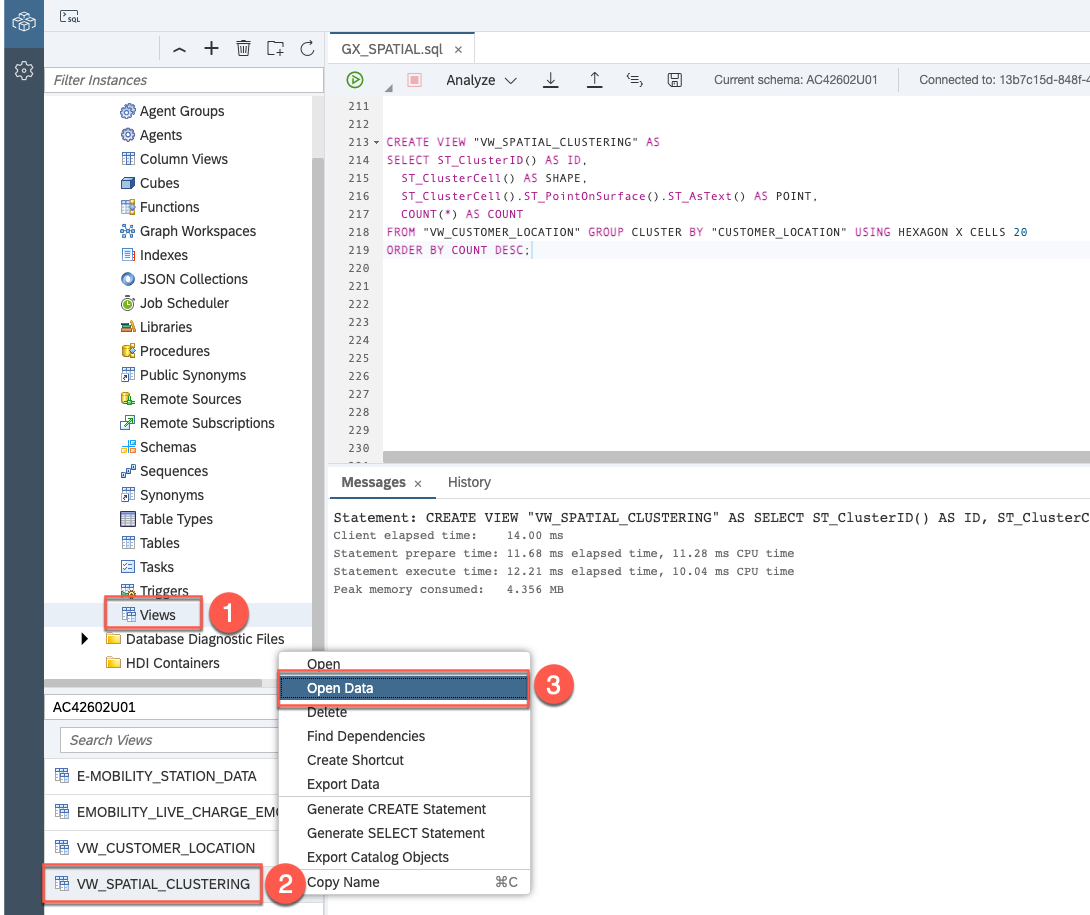 SQL
GX_SPATIAL.sql ×
Filter Instances
Analyze
Current schema: AC42602U01
Connected to: 13b7c15d-848f-4
Agent Groups
Agents
Column Views
Cubes
Functions
Graph Workspaces
Indexes
JSON Collections
Job Scheduler
Libraries
Procedures
Public Synonyms
Remote Sources
Remote Subscriptions
Schemas
Sequences
Synonyms
Table Types
Tables
Tasks
Triggers
Views
1
Database Diagnostic Files
HDI Containers
211
212
213 CREATE VIEW "VW_SPATIAL_CLUSTERING" AS
214 SELECT ST_ClusterID() AS ID,
215 ST_ClusterCell() AS SHAPE,
216 ST_ClusterCell().ST_PointOnSurface().ST_AsText() AS POINT,
217 COUNT(*) AS COUNT
218 FROM "VW_CUSTOMER_LOCATION" GROUP CLUSTER BY "CUSTOMER_LOCATION" USING HEXAGON X CELLS 20
219 ORDER BY COUNT DESC;
220
221
222
223
224
225
226
227
228
229
230
Messages ×
History
Statement: CREATE VIEW "VW_SPATIAL_CLUSTERING" AS SELECT ST_ClusterID() AS ID, ST_ClusterC
Client elapsed time: 14.00 ms
Statement prepare time: 11.68 ms elapsed time, 11.28 ms CPU time
Statement execute time: 12.21 ms elapsed time, 10.04 ms CPU time
Peak memory consumed: 4.356 MB
AC42602U01
Search Views
E-MOBILITY_STATION_DATA
EMOBILITY_LIVE_CHARGE_EMO
VW_CUSTOMER_LOCATION
VW_SPATIAL_CLUSTERING
2
Open
Open Data
3
Delete
Find Dependencies
Create Shortcut
Export Data
Generate CREATE Statement
Generate SELECT Statement
Export Catalog Objects
Copy Name ⌘C